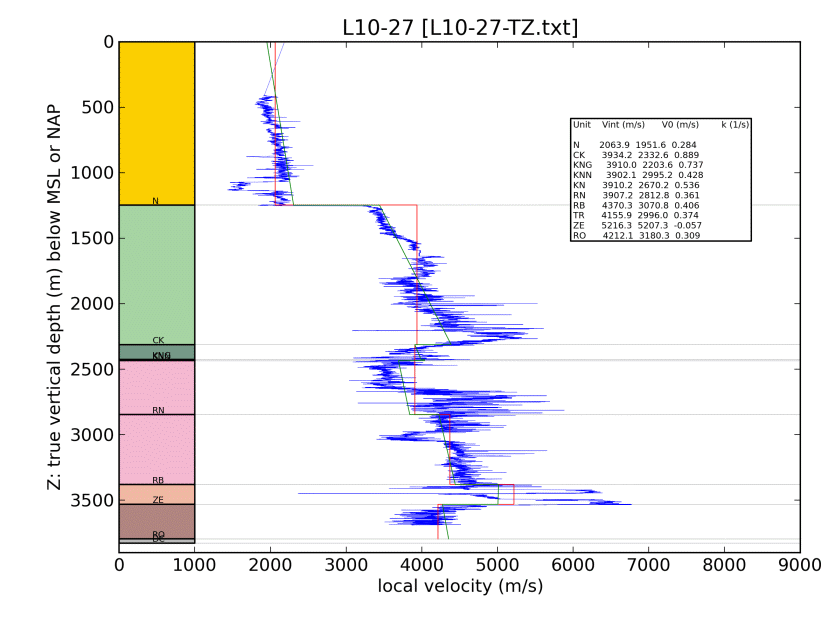 L10-27 [L10-27-TZ.txt]
Z: true vertical depth (m) below MSL or NAP
0
500
1000
1500
2000
2500
3000
3500
N
CK
KNG
RN
RB
ZE
RO
DC
Unit Vint (m/s) V0 (m/s) k (1/s)
N 2063.9 1951.6 0.284
CK 3934.2 2332.6 0.889
KNG 3910.0 2203.6 0.737
KNN 3902.1 2995.2 0.428
KN 3910.2 2670.2 0.536
RN 3907.2 2812.8 0.361
RB 4370.3 3070.8 0.406
TR 4155.9 2996.0 0.374
ZE 5216.3 5207.3 -0.057
RO 4212.1 3180.3 0.309
0 1000 2000 3000 4000 5000 6000 7000 8000 9000
local velocity (m/s)